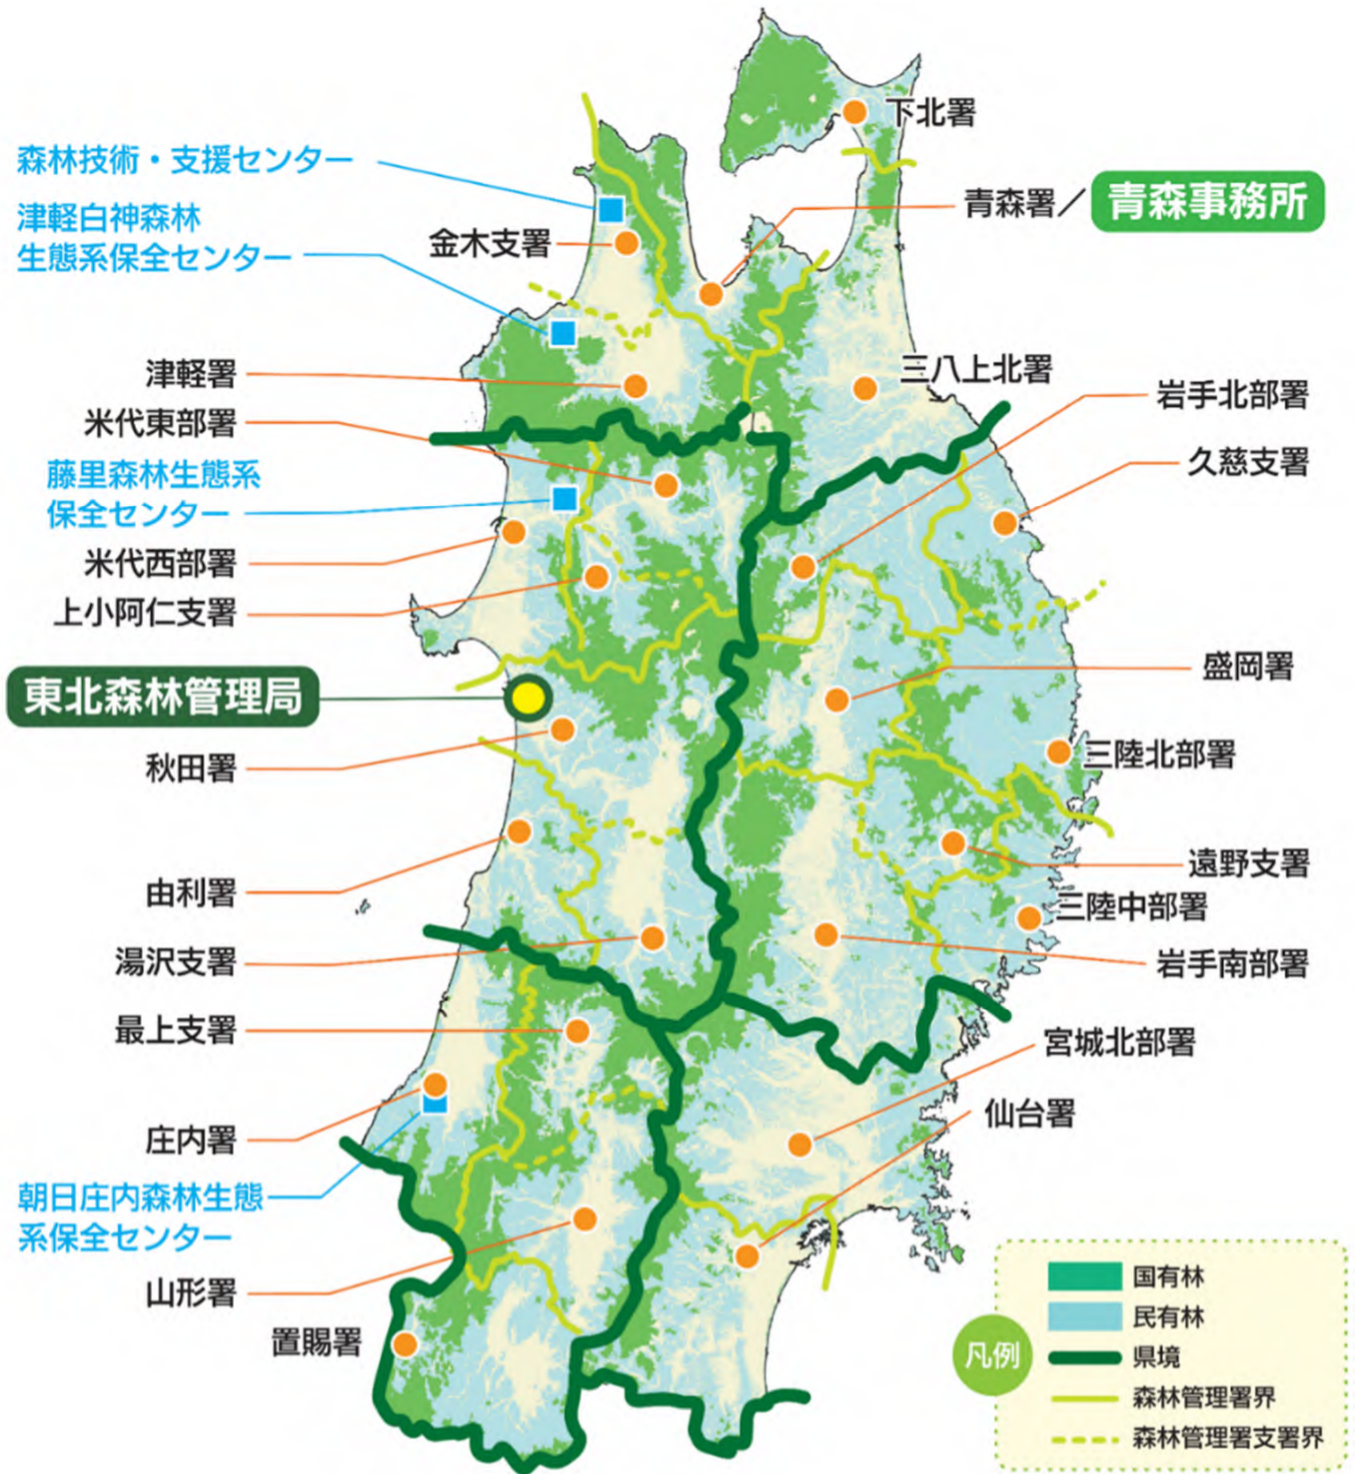 下北署
森林技術・支援センター
青森署／
青森事務所
津軽白神森林
生態系保全センター
金木支署
津軽署
三八上北署
岩手北部署
米代東部署
久慈支署
藤里森林生態系
保全センター
米代西部署
上小阿仁支署
盛岡署
東北森林管理局
秋田署
三陸北部署
由利署
遠野支署
三陸中部署
湯沢支署
岩手南部署
最上支署
宮城北部署
仙台署
庄内署
朝日庄内森林生態
系保全センター
山形署
置賜署
凡例
国有林
民有林
県境
森林管理署界
森林管理署支署界